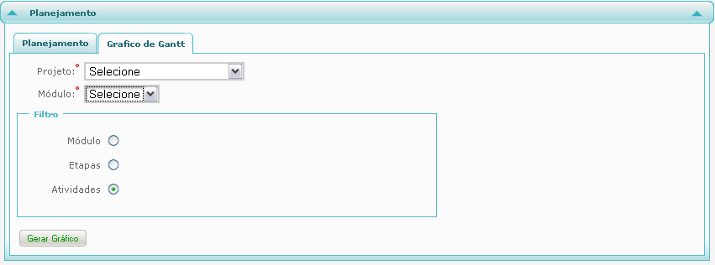 Planejamento
Planejamento Grafico de Gantt
Projeto:* Selecione
Módulo:* Selecione
Filtro
Módulo
Etapas
Atividades
Gerar Gráfico